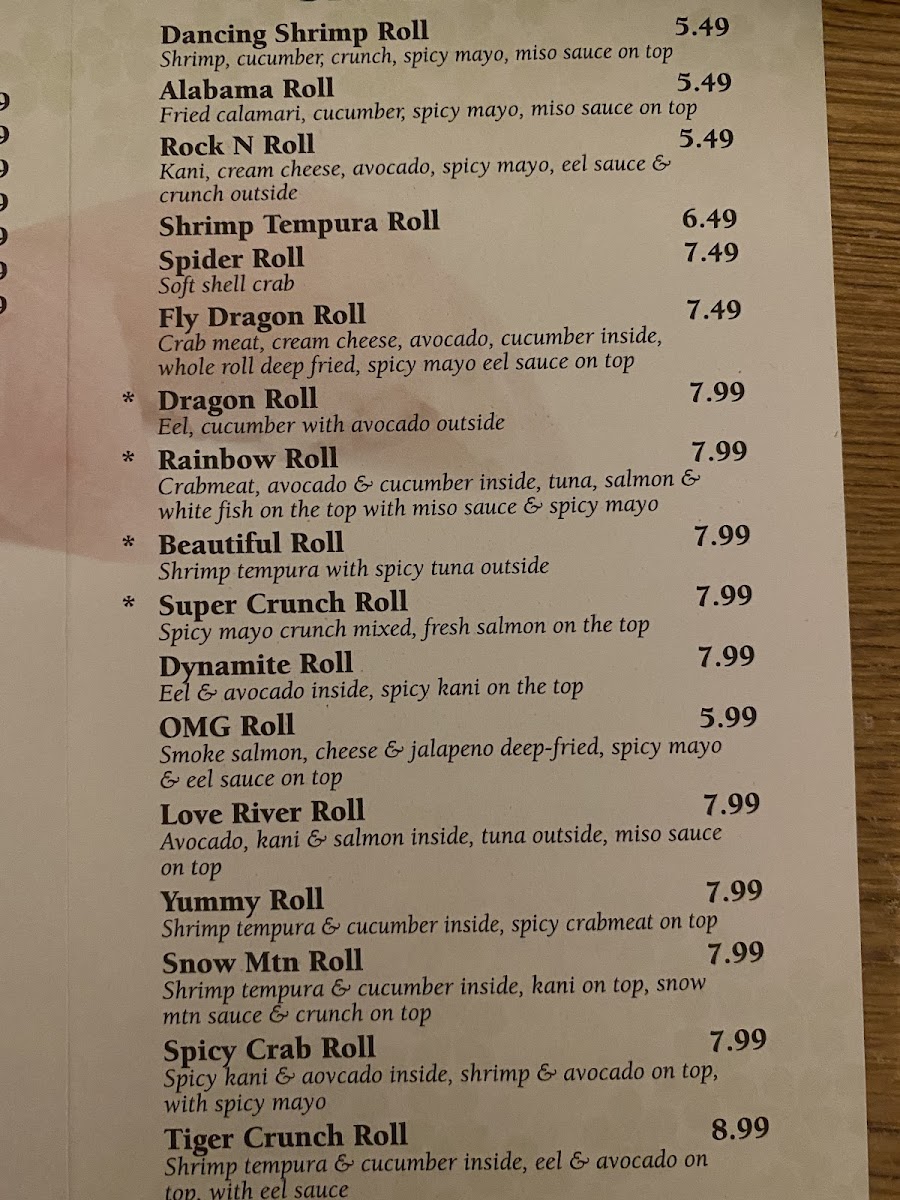 Dancing Shrimp Roll 5.49
Shrimp, cucumber, crunch, spicy mayo, miso sauce on top
Alabama Roll 5.49
Fried calamari, cucumber, spicy mayo, miso sauce on top
Rock N Roll 5.49
Kani, cream cheese, avocado, spicy mayo, eel sauce &
crunch outside
Shrimp Tempura Roll 6.49
Spider Roll 7.49
Soft shell crab
Fly Dragon Roll 7.49
Crab meat, cream cheese, avocado, cucumber inside,
whole roll deep fried, spicy mayo eel sauce on top
* Dragon Roll 7.99
Eel, cucumber with avocado outside
* Rainbow Roll 7.99
Crabmeat, avocado & cucumber inside, tuna, salmon &
white fish on the top with miso sauce & spicy mayo
* Beautiful Roll 7.99
Shrimp tempura with spicy tuna outside
* Super Crunch Roll 7.99
Spicy mayo crunch mixed, fresh salmon on the top
Dynamite Roll 7.99
Eel & avocado inside, spicy kani on the top
OMG Roll 5.99
Smoke salmon, cheese & jalapeno deep-fried, spicy mayo
& eel sauce on top
Love River Roll 7.99
Avocado, kani & salmon inside, tuna outside, miso sauce
on top
Yummy Roll 7.99
Shrimp tempura & cucumber inside, spicy crabmeat on top
Snow Mtn Roll 7.99
Shrimp tempura & cucumber inside, kani on top, snow
mtn sauce & crunch on top
Spicy Crab Roll 7.99
Spicy kani & aovcado inside, shrimp & avocado on top,
with spicy mayo
Tiger Crunch Roll 8.99
Shrimp tempura & cucumber inside, eel & avocado on
top, with eel sauce